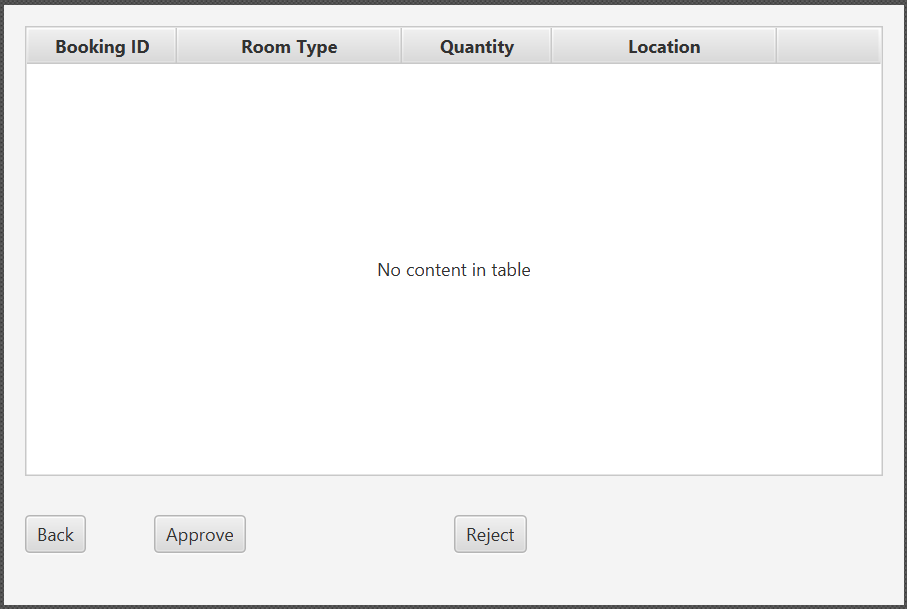 Booking ID Room Type Quantity Location
No content in table
Back Approve Reject